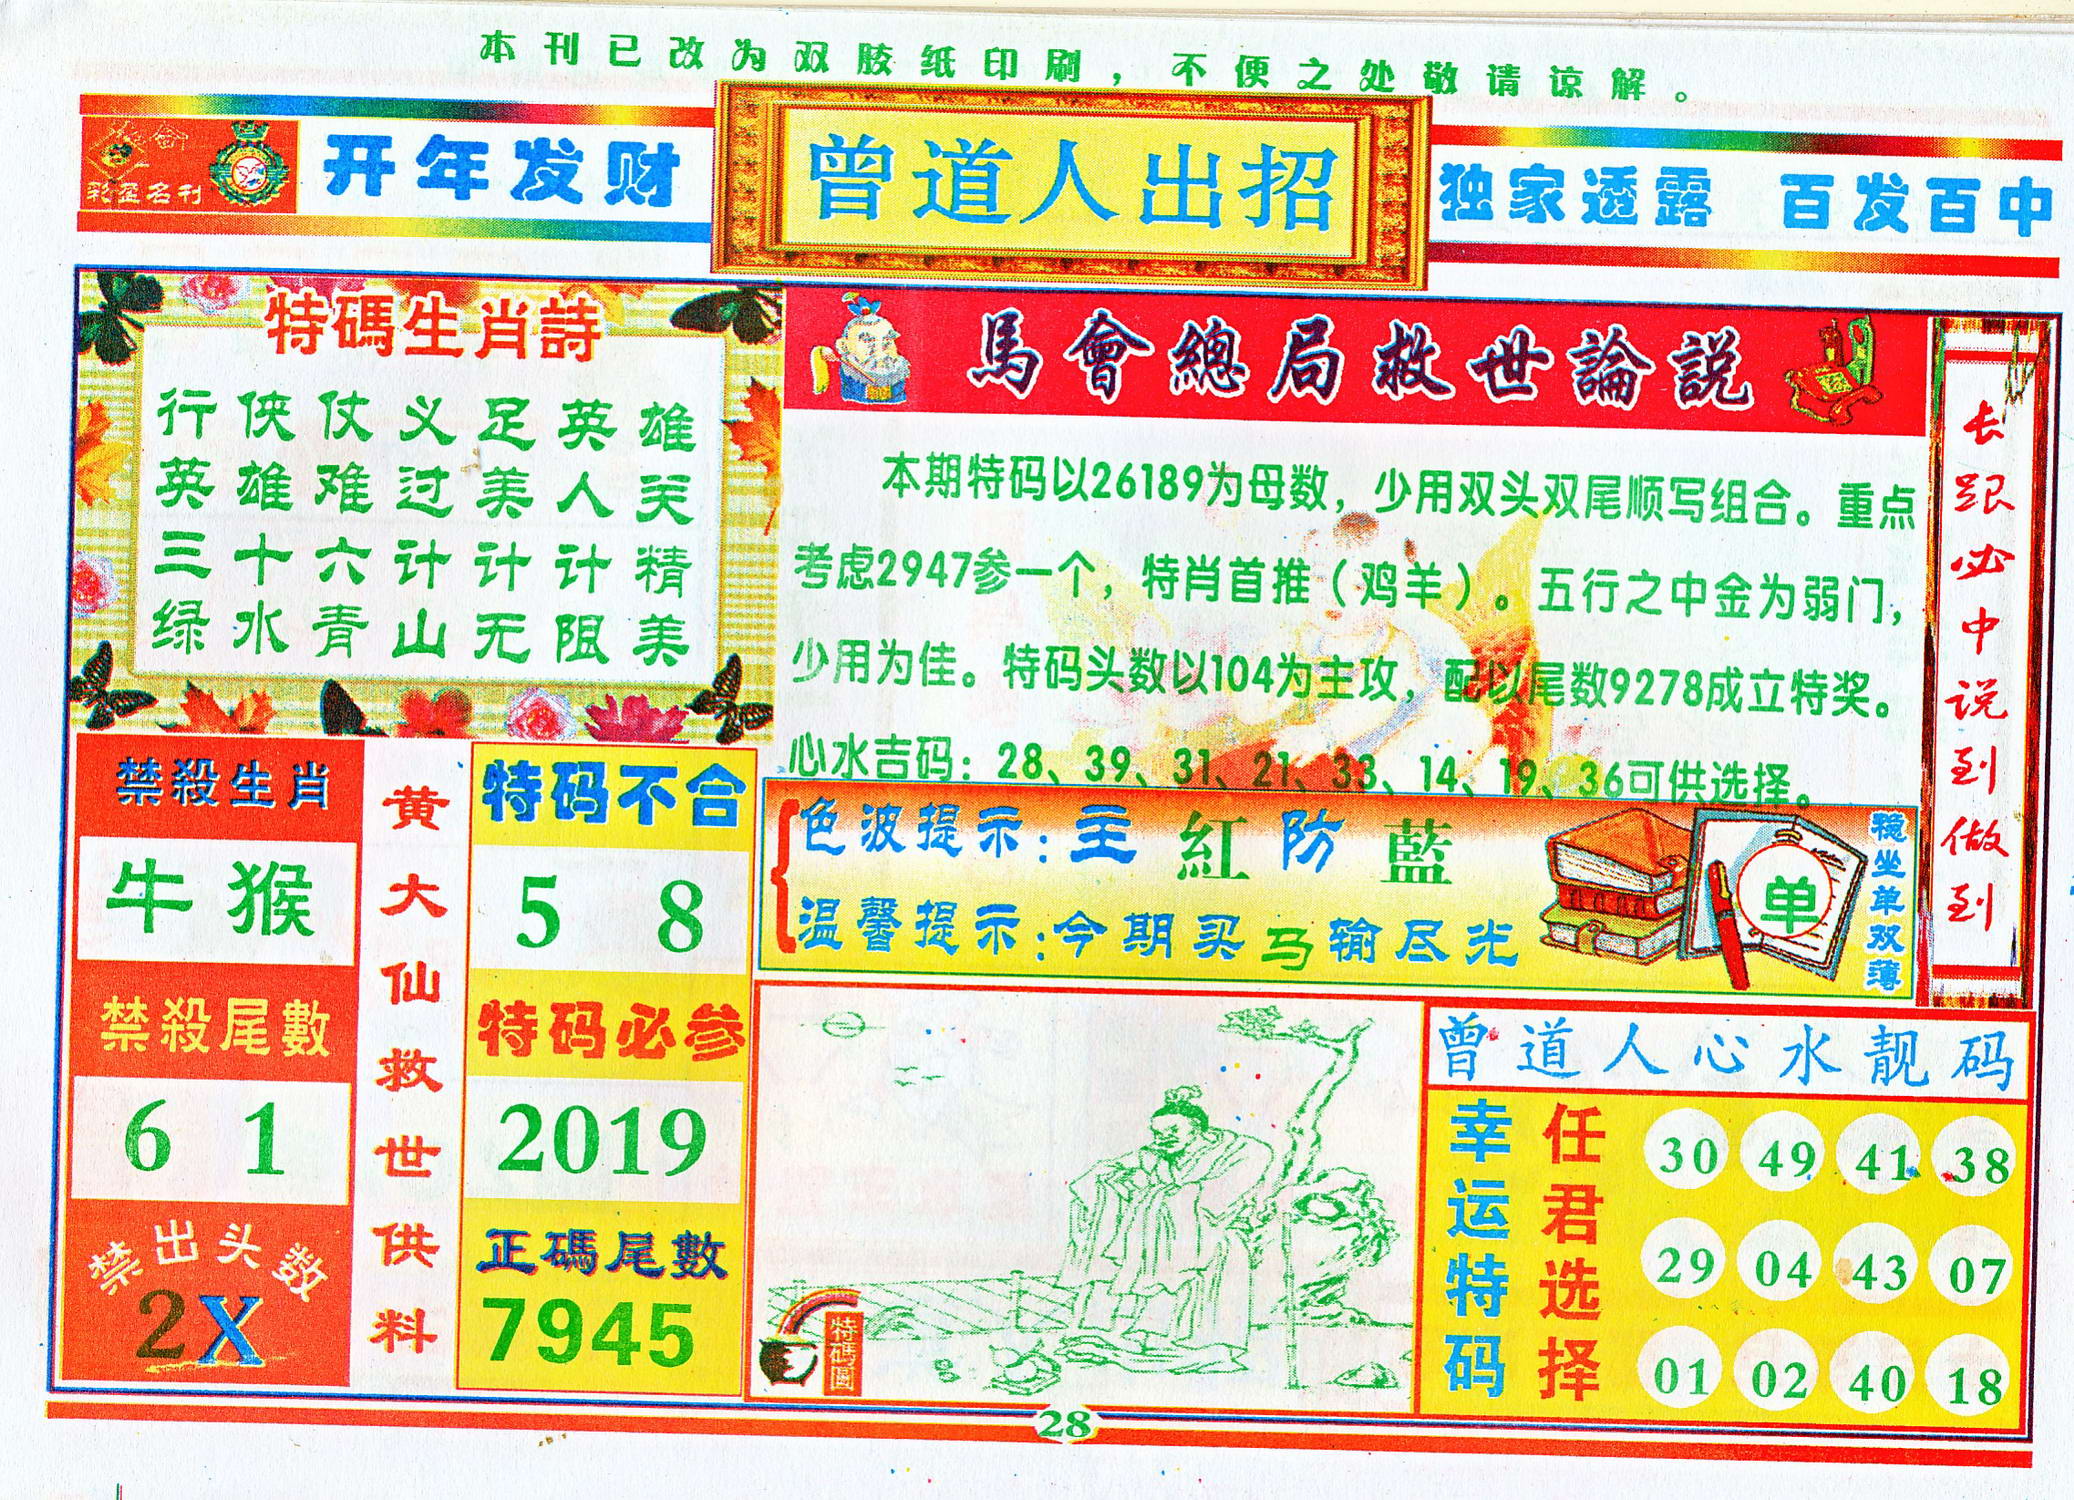 本刊已改为双胶纸印刷，不便之处敬请谅解。
彩圣名刊
开年发财
曾道人出招
独家透露 百发百中
特碼生肖詩
行侠仗义足英雄
英雄难过美人关
三十六计计计精
绿水青山无阻美
馬會總局救世論説
本期特码以26189为母数，少用双头双尾顺写组合。重点
考虑2947参一个，特肖首推（鸡羊）。五行之中金为弱门，
少用为佳。特码头数以104为主攻，配以尾数9278成立特奖。
心水吉码：28、39、31、21、33、14、19、36可供选择。
长跟必中说到做到
禁殺生肖
牛 猴
禁殺尾數
6 1
禁出头数
2X
黄大仙救世供料
特码不合
5 8
特码必参
2019
正碼尾數
7945
色波提示：主 紅 防 藍
温馨提示：今期买马输尽光
单
稳坐单双薄
特碼圖
曾道人心水靓码
幸运特码
任君选择
30 49 41 38
29 04 43 07
01 02 40 18
28